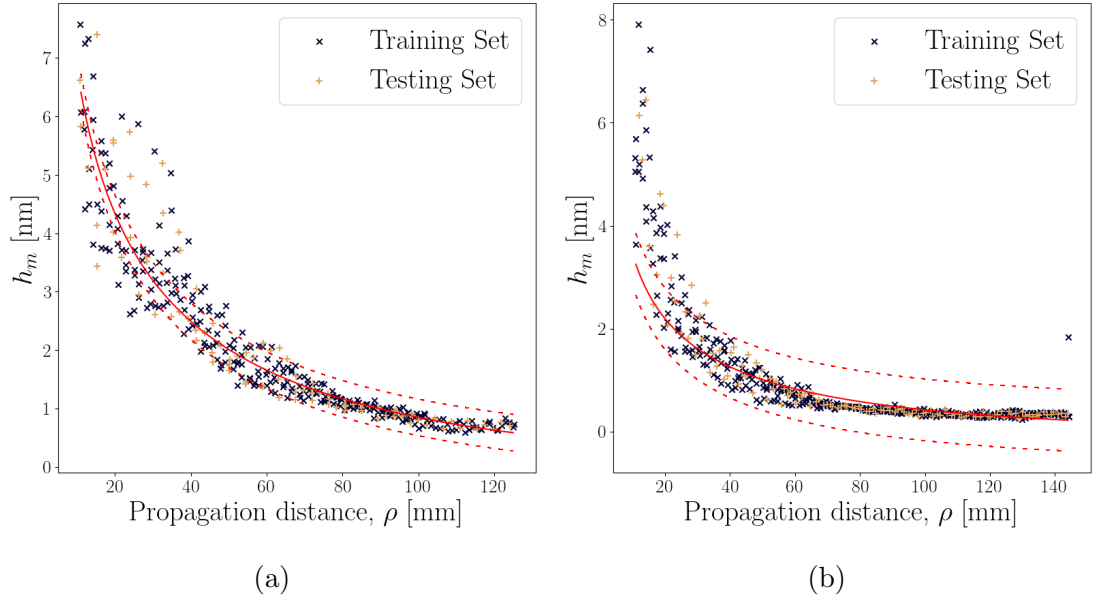 Training Set
Testing Set
7
6
5
4
3
2
1
0
h_m [nm]
20 40 60 80 100 120
Propagation distance, ρ [mm]
(a)
Training Set
Testing Set
8
6
4
2
0
h_m [nm]
20 40 60 80 100 120 140
Propagation distance, ρ [mm]
(b)